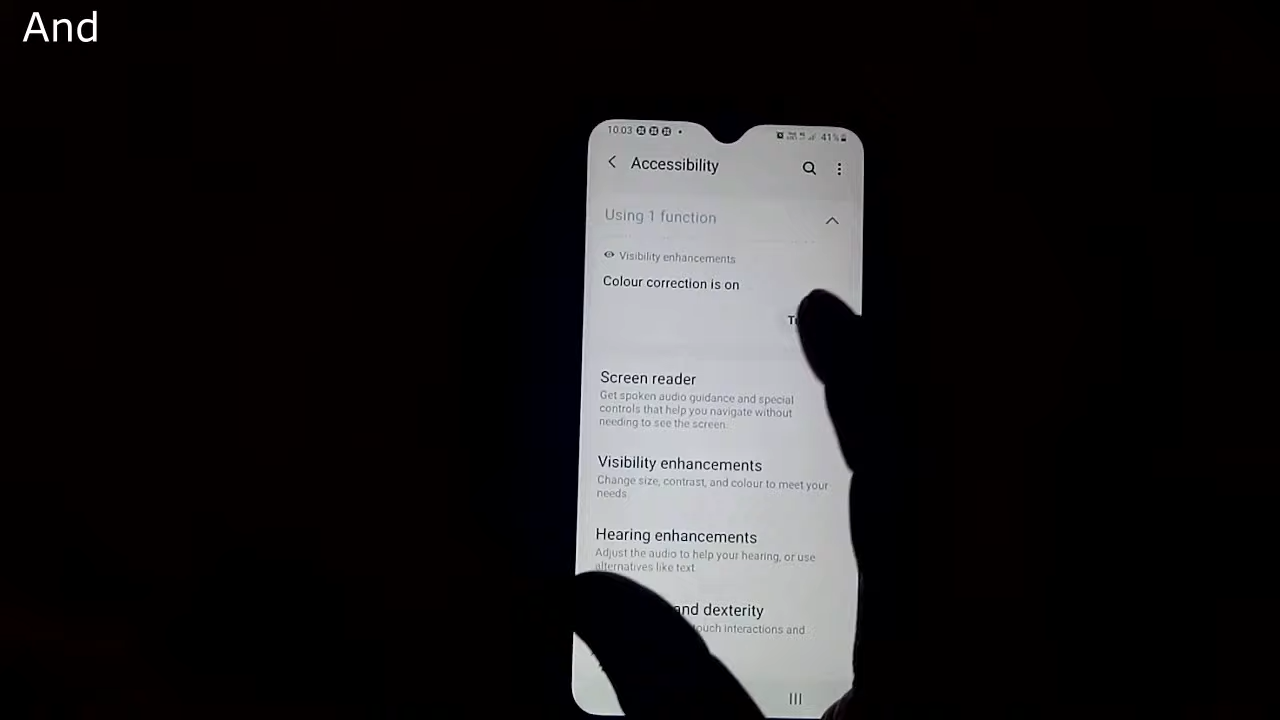 And
10.03
41%
Accessibility
Using 1 function
Visibility enhancements
Colour correction is on
Screen reader
Get spoken audio guidance and special
controls that help you navigate without
needing to see the screen.
Visibility enhancements
Change size, contrast, and colour to meet your
needs
Hearing enhancements
Adjust the audio to help your hearing, or use
alternatives like text.
and dexterity
touch interactions and